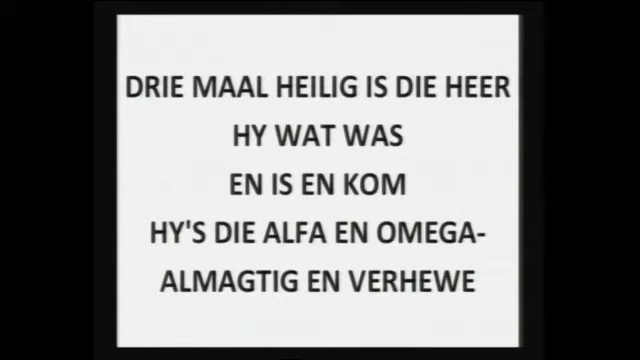 DRIE MAAL HEILIG IS DIE HEER
HY WAT WAS
EN IS EN KOM
HY'S DIE ALFA EN OMEGA-
ALMAGTIG EN VERHEWE